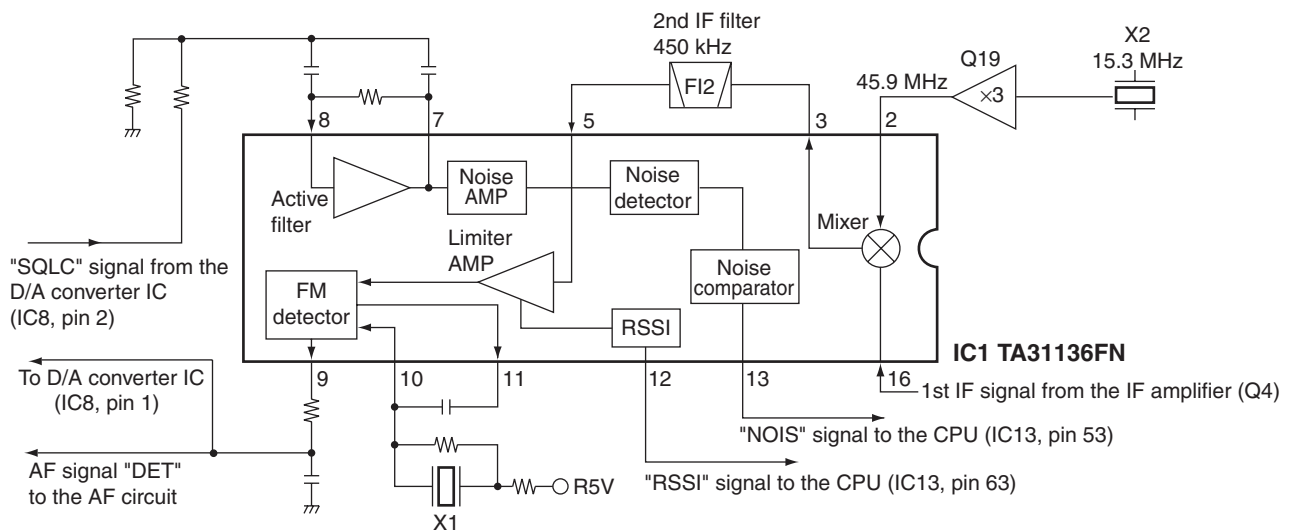 2nd IF filter
450 kHz
FI2
X2
15.3 MHz
Q19
×3
45.9 MHz
8
7
5
3
2
Active
filter
Noise
AMP
Noise
detector
Mixer
Limiter
AMP
FM
detector
Noise
comparator
RSSI
"SQLC" signal from the
D/A converter IC
(IC8, pin 2)
IC1 TA31136FN
9
10
11
12
13
16
To D/A converter IC
(IC8, pin 1)
1st IF signal from the IF amplifier (Q4)
"NOIS" signal to the CPU (IC13, pin 53)
AF signal "DET"
to the AF circuit
R5V
"RSSI" signal to the CPU (IC13, pin 63)
X1